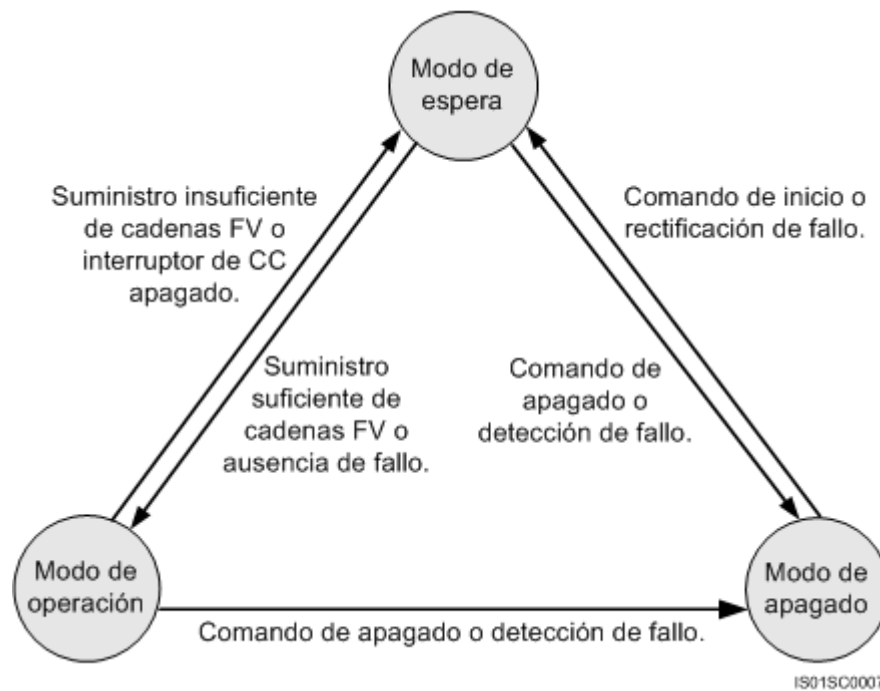 Modo de
espera
Suministro insuficiente
de cadenas FV o
interruptor de CC
apagado.
Comando de inicio o
rectificación de fallo.
Suministro
suficiente de
cadenas FV o
ausencia de fallo.
Comando de
apagado o
detección de fallo.
Modo de
operación
Modo de
apagado
Comando de apagado o detección de fallo.
IS01SC0007